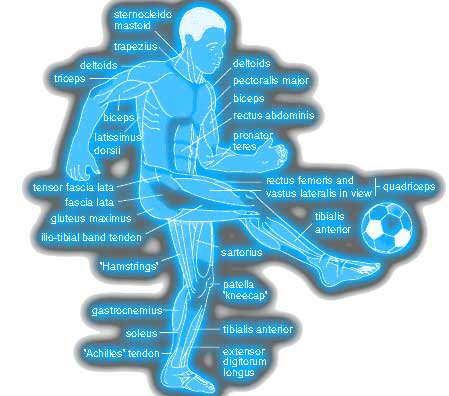 sternocleido
mastoid
trapezius
deltoids
triceps
biceps
latissimus
dorsii
deltoids
pectoralis major
biceps
rectus abdominis
pronator
teres
tensor fascia lata
fascia lata
gluteus maximus
ilio-tibial band tendon
"Hamstrings"
rectus femoris and
vastus lateralis in view
quadriceps
tibialis
anterior
sartorius
patella
"kneecap"
gastrocnemius
soleus
"Achilles" tendon
tibialis anterior
extensor
digitorum
longus